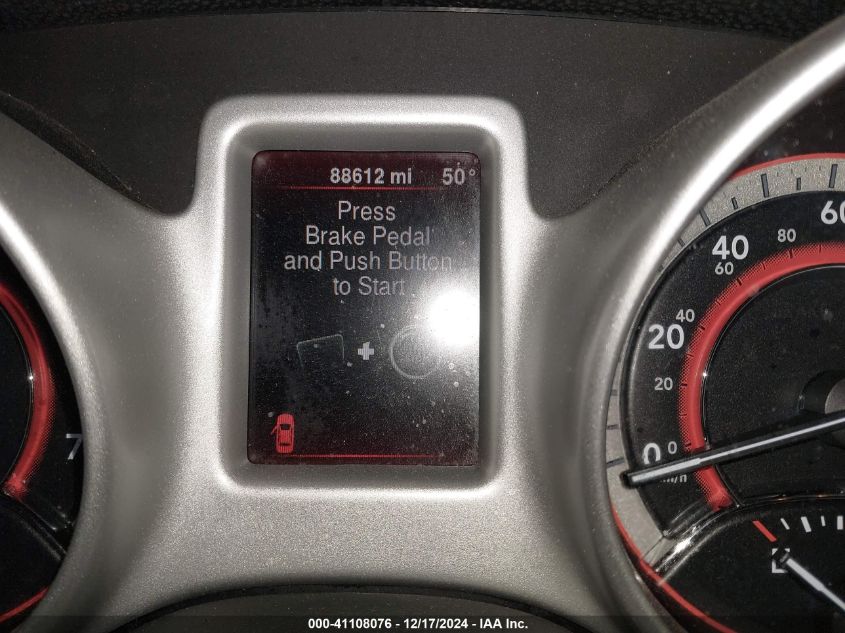 88612 mi 50°
Press
Brake Pedal
and Push Button
to Start
7
60
40
80
60
40
20
20
0
0
E
000-41108076 - 12/17/2024 - IAA Inc.